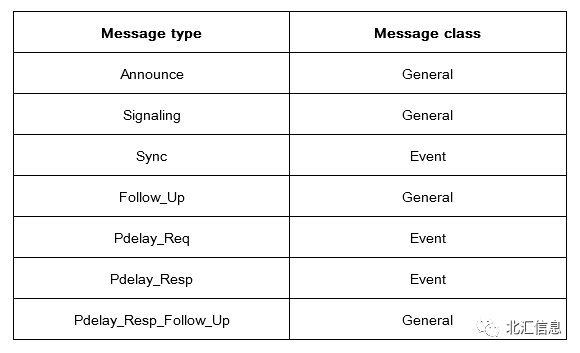 Message type Message class
Announce General
Signaling General
Sync Event
Follow_Up General
Pdelay_Req Event
Pdelay_Resp Event
Pdelay_Resp_Follow_Up General
北汇信息